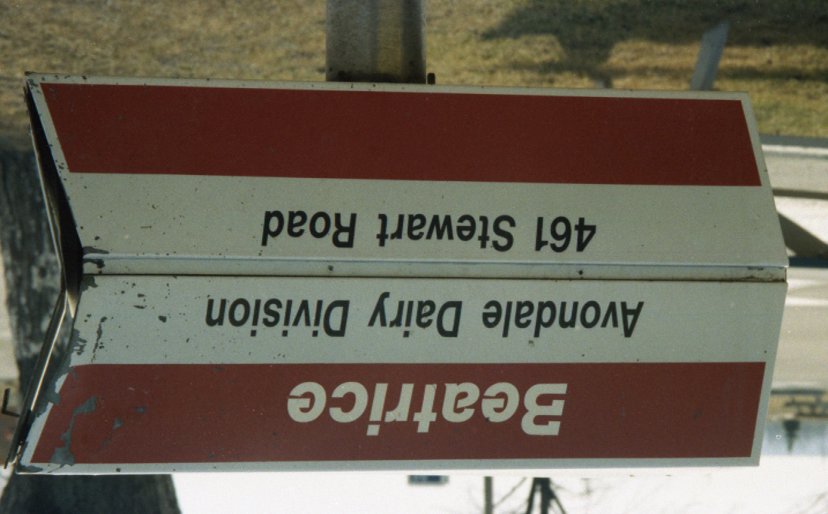 Beatrice
Avondale Dairy Division
461 Stewart Road